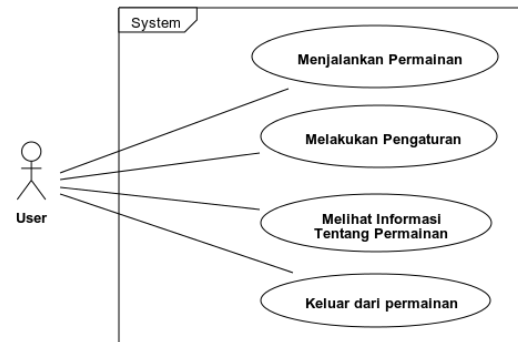 System
Menjalankan Permainan
Melakukan Pengaturan
User
Melihat Informasi
Tentang Permainan
Keluar dari permainan